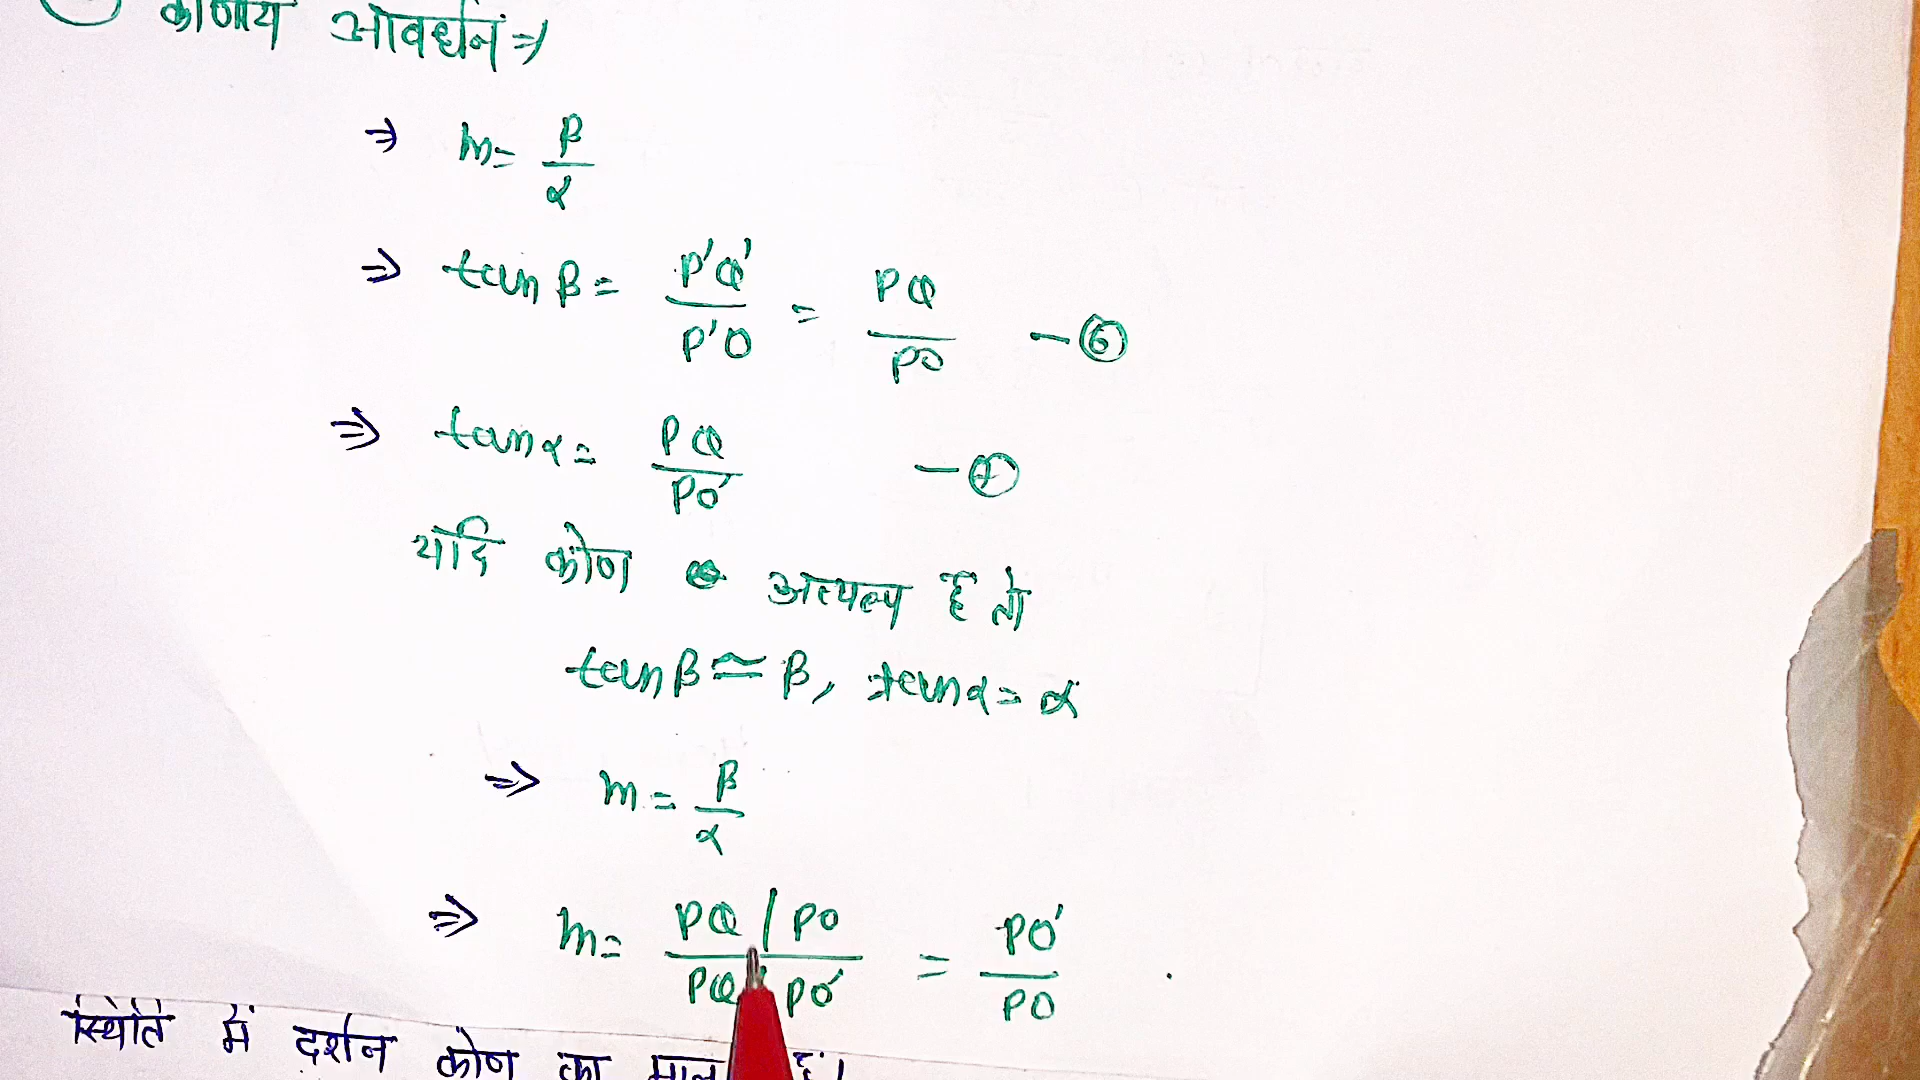 कोणीय आवर्धन ⇒
⇒ m = β/α
⇒ tan β = P'Q'/P'O = PQ/PO — ⑥
⇒ tan α = PQ/PO' — ⑦
यदि कोण अत्यल्प है तो
tan β ≃ β, tan α = α
⇒ m = β/α
⇒ m = (PQ / PO)/(PQ / PO') = PO'/PO
स्थिति में दर्शन कोण का मान है।